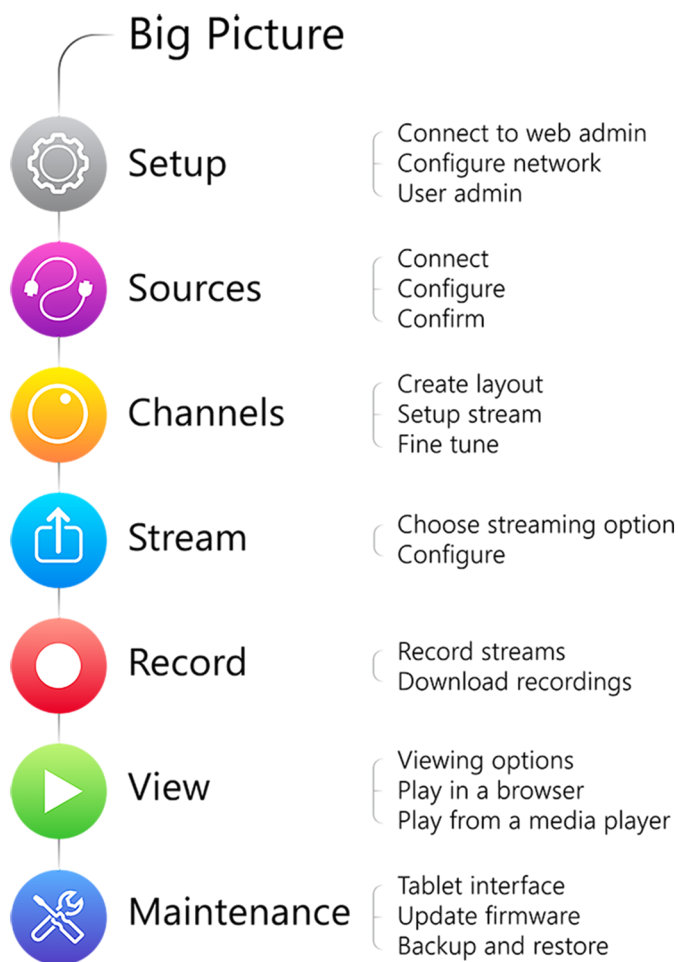 Big Picture
Setup
Connect to web admin
Configure network
User admin
Sources
Connect
Configure
Confirm
Channels
Create layout
Setup stream
Fine tune
Stream
Choose streaming option
Configure
Record
Record streams
Download recordings
View
Viewing options
Play in a browser
Play from a media player
Maintenance
Tablet interface
Update firmware
Backup and restore